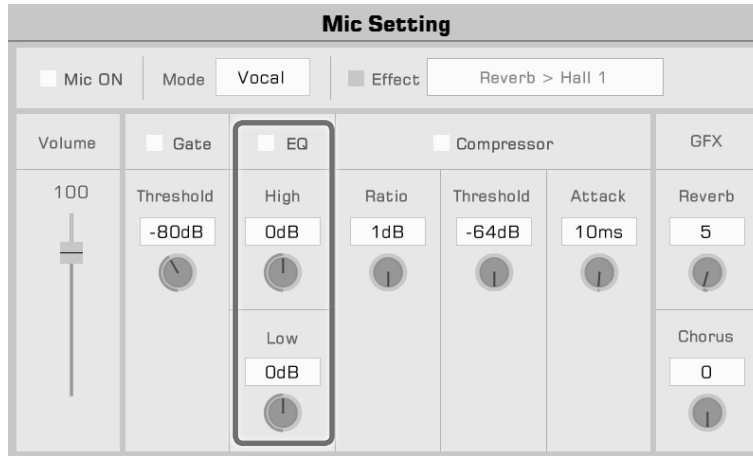 Mic Setting
Mic ON Mode Vocal Effect Reverb > Hall 1
Volume Gate EQ Compressor GFX
100 Threshold High Ratio Threshold Attack Reverb
-80dB 0dB 1dB -64dB 10ms 5
Low Chorus
0dB 0